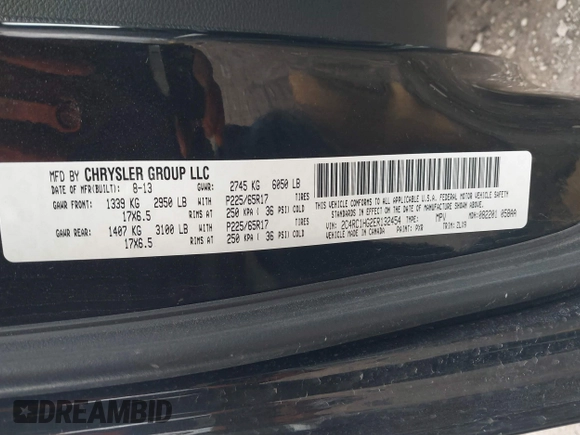 MFD BY CHRYSLER GROUP LLC
DATE OF MFR(BUILT): 8-13 GVWR: 2745 KG 6050 LB
GAWR FRONT: 1339 KG 2950 LB WITH P225/65R17 TIRES
17X6.5 RIMS AT 250 KPA ( 36 PSI) COLD
GAWR REAR: 1407 KG 3100 LB WITH P225/65R17 TIRES
17X6.5 RIMS AT 250 KPA ( 36 PSI) COLD
THIS VEHICLE CONFORMS TO ALL APPLICABLE U.S.A. FEDERAL MOTOR VEHICLE SAFETY
STANDARDS IN EFFECT ON THE DATE OF MANUFACTURE SHOWN ABOVE.
VIN: 2C4RC1HG2ER132454 TYPE: MPV MDH:082201 058AA
VEHICLE MADE IN CANADA PAINT: PXR TRIM:ZLX9
DREAMBID